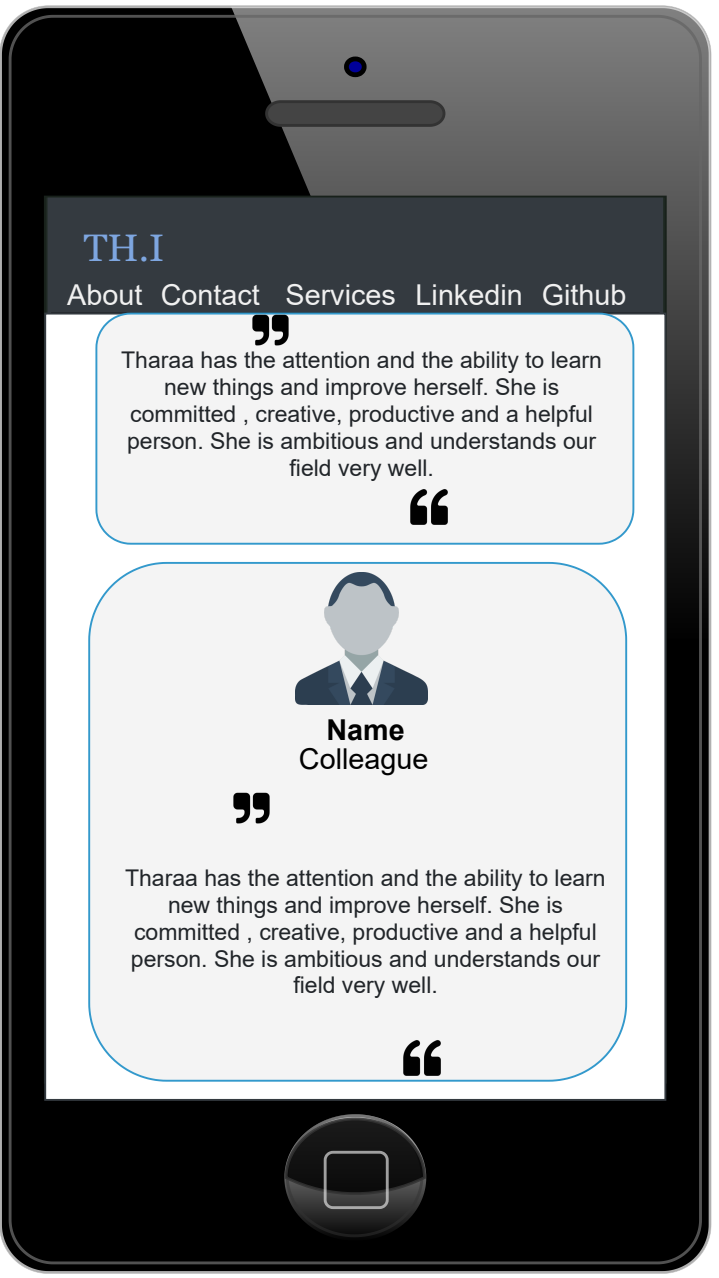 TH.I
About Contact Services Linkedin Github
❞
Tharaa has the attention and the ability to learn
new things and improve herself. She is
committed , creative, productive and a helpful
person. She is ambitious and understands our
field very well.
❝
Name
Colleague
❞
Tharaa has the attention and the ability to learn
new things and improve herself. She is
committed , creative, productive and a helpful
person. She is ambitious and understands our
field very well.
❝